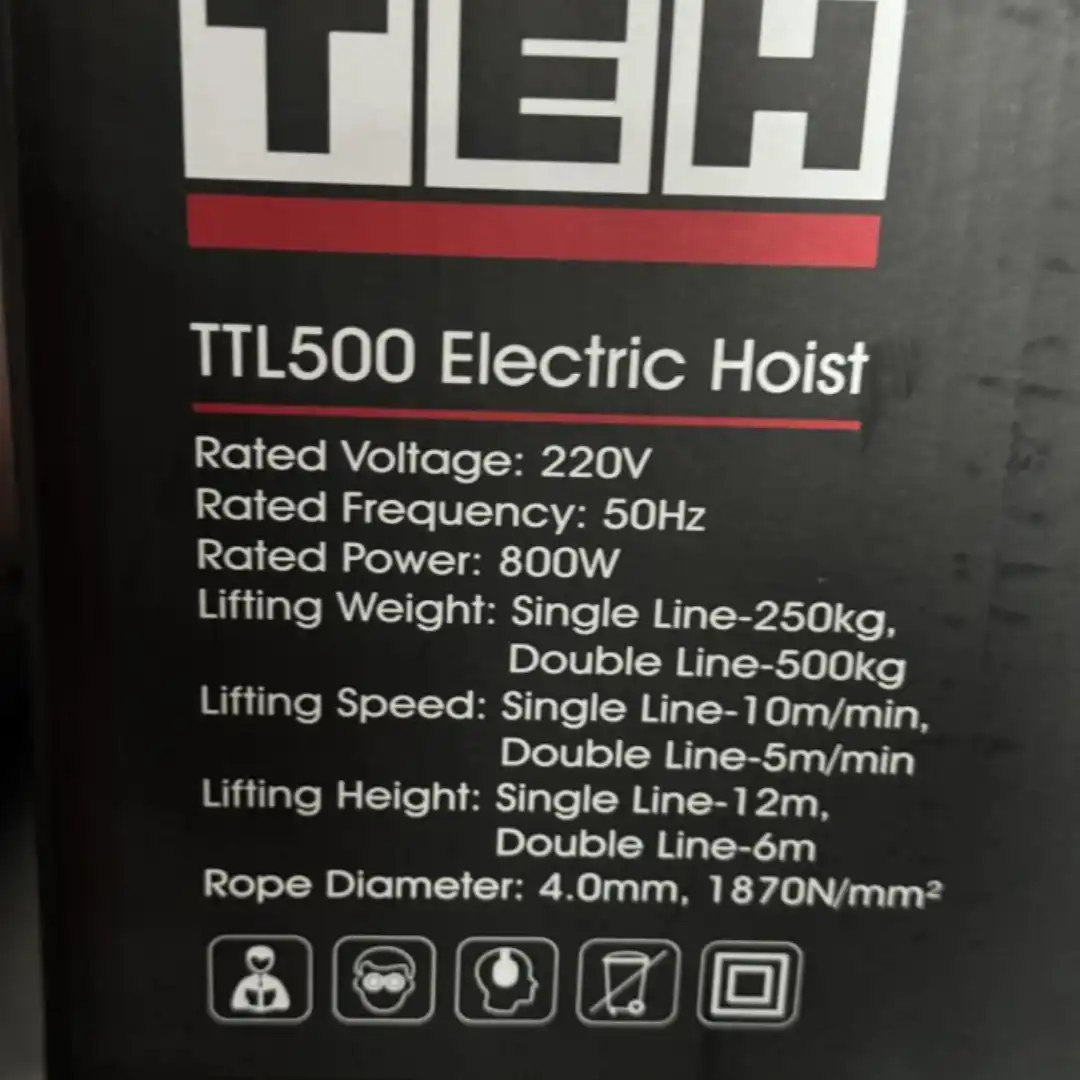 TEH
TTL500 Electric Hoist
Rated Voltage: 220V
Rated Frequency: 50Hz
Rated Power: 800W
Lifting Weight: Single Line-250kg,
Double Line-500kg
Lifting Speed: Single Line-10m/min,
Double Line-5m/min
Lifting Height: Single Line-12m,
Double Line-6m
Rope Diameter: 4.0mm, 1870N/mm²